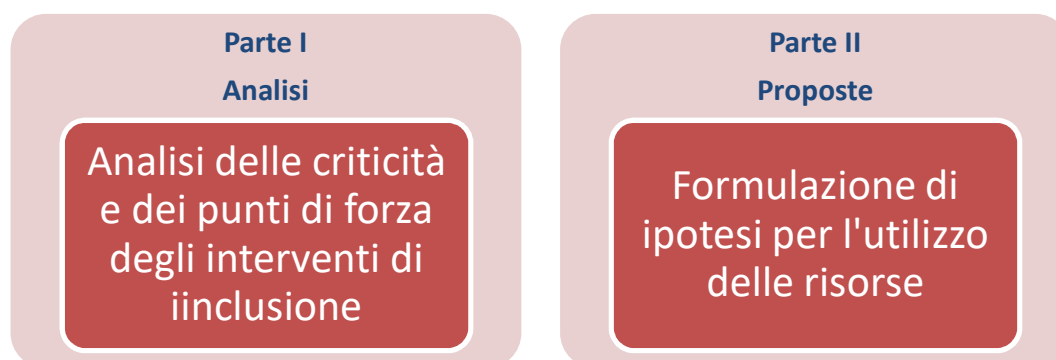 Parte I
Analisi
Analisi delle criticità
e dei punti di forza
degli interventi di
iinclusione
Parte II
Proposte
Formulazione di
ipotesi per l'utilizzo
delle risorse